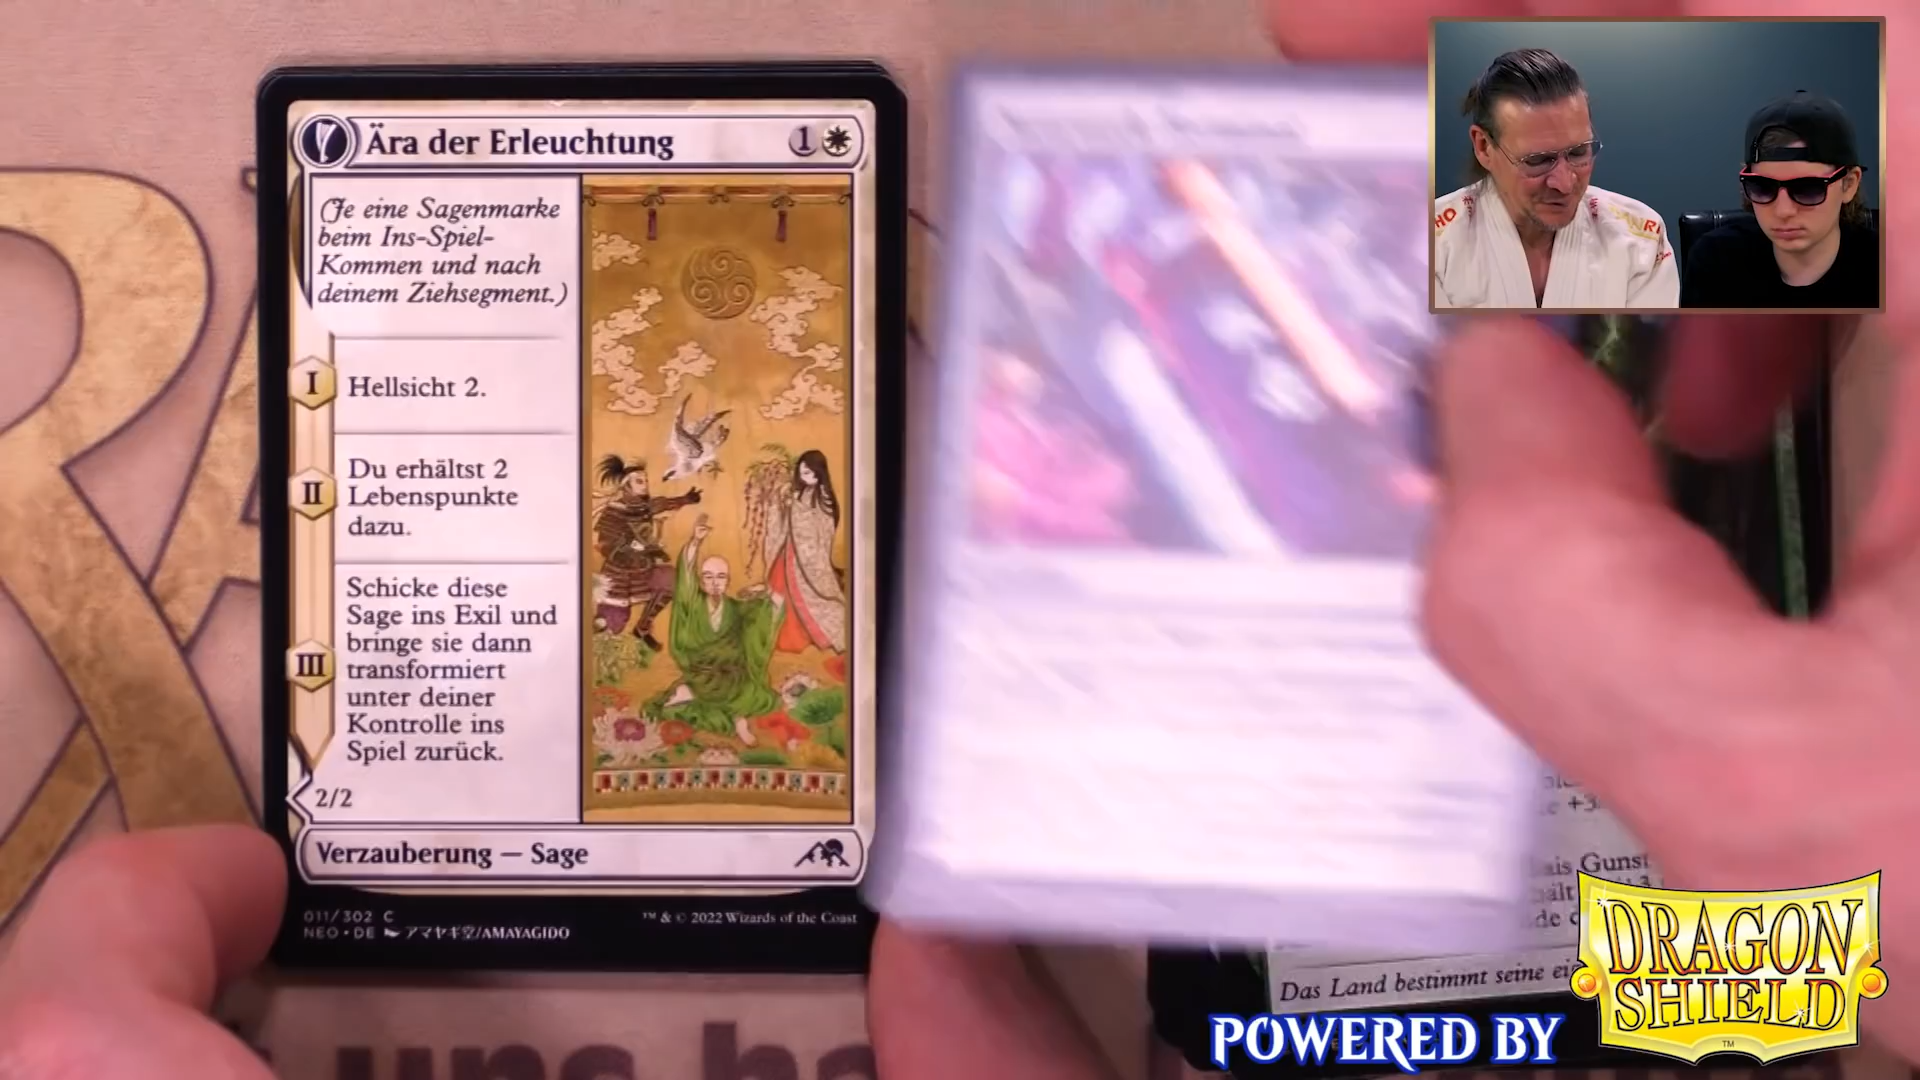 Ära der Erleuchtung 1
(Je eine Sagenmarke
beim Ins-Spiel-
Kommen und nach
deinem Ziehsegment.)
I
Hellsicht 2.
II
Du erhältst 2
Lebenspunkte
dazu.
III
Schicke diese
Sage ins Exil und
bringe sie dann
transformiert
unter deiner
Kontrolle ins
Spiel zurück.
2/2
Verzauberung — Sage
011/302 C
NEO • DE アマヤギ堂/AMAYAGIDO
™ & © 2022 Wizards of the Coast
+3
Gunst
Das Land bestimmt seine
POWERED BY
DRAGON
SHIELD
TM